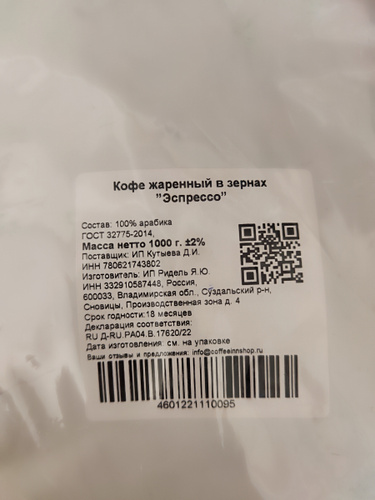 Кофе жаренный в зернах
"Эспрессо"
Состав: 100% арабика
ГОСТ 32775-2014,
Масса нетто 1000 г. ±2%
Поставщик: ИП Кутыева Д.И.
ИНН 780621743802
Изготовитель: ИП Ридель Я.Ю.
ИНН 332910587448, Россия,
600033, Владимирская обл., Суздальский р-н,
Сновицы, Производственная зона д. 4
Срок годности:18 месяцев
Декларация соответствия:
RU Д-RU.РА04.В.17620/22
Дата изготовления: см. на упаковке
Ваши отзывы и предложения: info@coffeeinnshop.ru
4601221110095